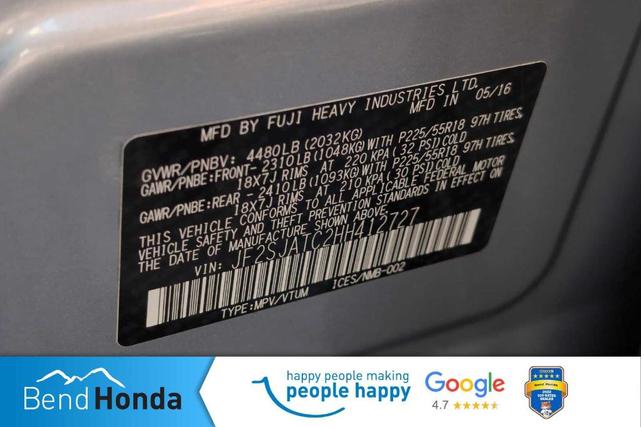 MFD BY FUJI HEAVY INDUSTRIES LTD.
MFD IN 05/16
GVWR/PNBV: 4480LB (2032KG)
GAWR/PNBE:FRONT-2310LB (1048KG)WITH P225/55R18 97H TIRES,
18X7J RIMS AT 220 KPA (32 PSI) COLD
GAWR/PNBE:REAR -2410LB (1093KG)WITH P225/55R18 97H TIRES,
18X7J RIMS AT 210 KPA (30 PSI) COLD
THIS VEHICLE CONFORMS TO ALL APPLICABLE FEDERAL MOTOR
VEHICLE SAFETY AND THEFT PREVENTION STANDARDS IN EFFECT ON
THE DATE OF MANUFACTURE SHOWN ABOVE.
VIN: JF2SJATC2HH412727
TYPE:MPV/VTUM ICES/NMB-002
Bend Honda
happy people making
people happy
Google
4.7